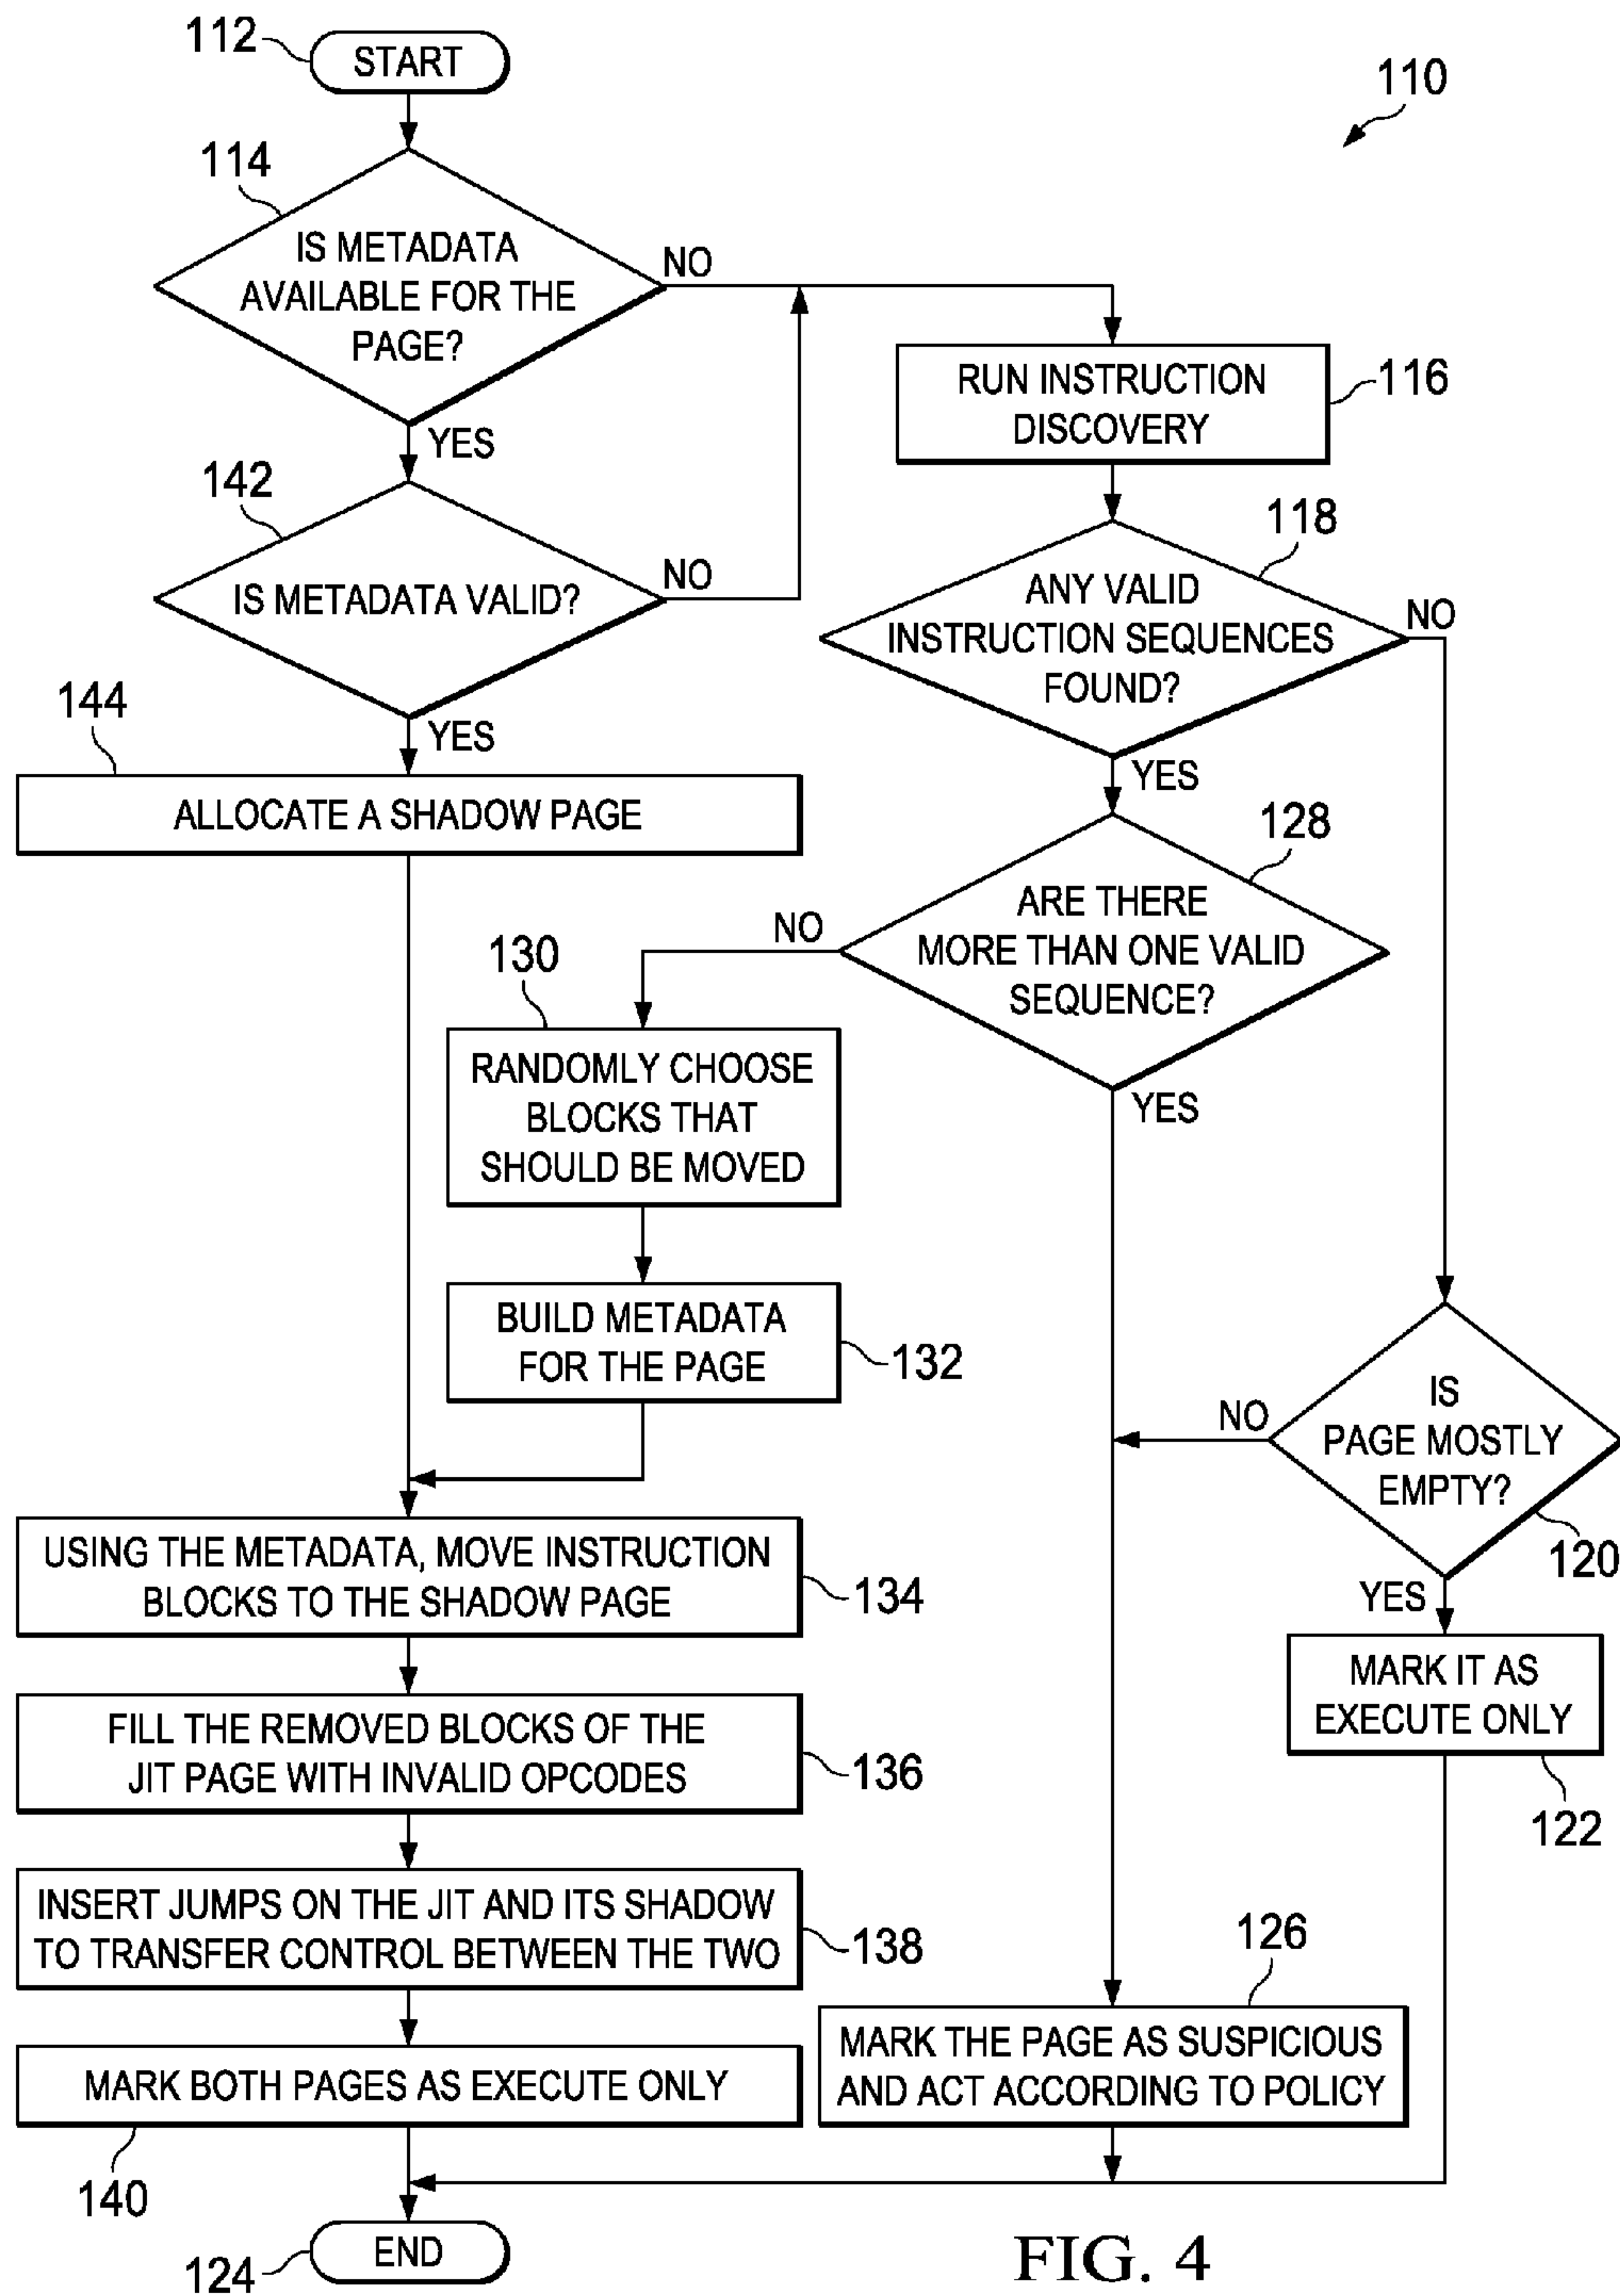 112
START
110
114
IS METADATA
AVAILABLE FOR THE
PAGE?
NO
YES
RUN INSTRUCTION
DISCOVERY
116
142
IS METADATA VALID?
NO
YES
118
ANY VALID
INSTRUCTION SEQUENCES
FOUND?
NO
YES
144
ALLOCATE A SHADOW PAGE
128
ARE THERE
MORE THAN ONE VALID
SEQUENCE?
NO
YES
130
RANDOMLY CHOOSE
BLOCKS THAT
SHOULD BE MOVED
BUILD METADATA
FOR THE PAGE
132
IS
PAGE MOSTLY
EMPTY?
NO
120
YES
USING THE METADATA, MOVE INSTRUCTION
BLOCKS TO THE SHADOW PAGE
134
MARK IT AS
EXECUTE ONLY
122
FILL THE REMOVED BLOCKS OF THE
JIT PAGE WITH INVALID OPCODES
136
INSERT JUMPS ON THE JIT AND ITS SHADOW
TO TRANSFER CONTROL BETWEEN THE TWO
138
126
MARK THE PAGE AS SUSPICIOUS
AND ACT ACCORDING TO POLICY
MARK BOTH PAGES AS EXECUTE ONLY
140
END
124
FIG. 4